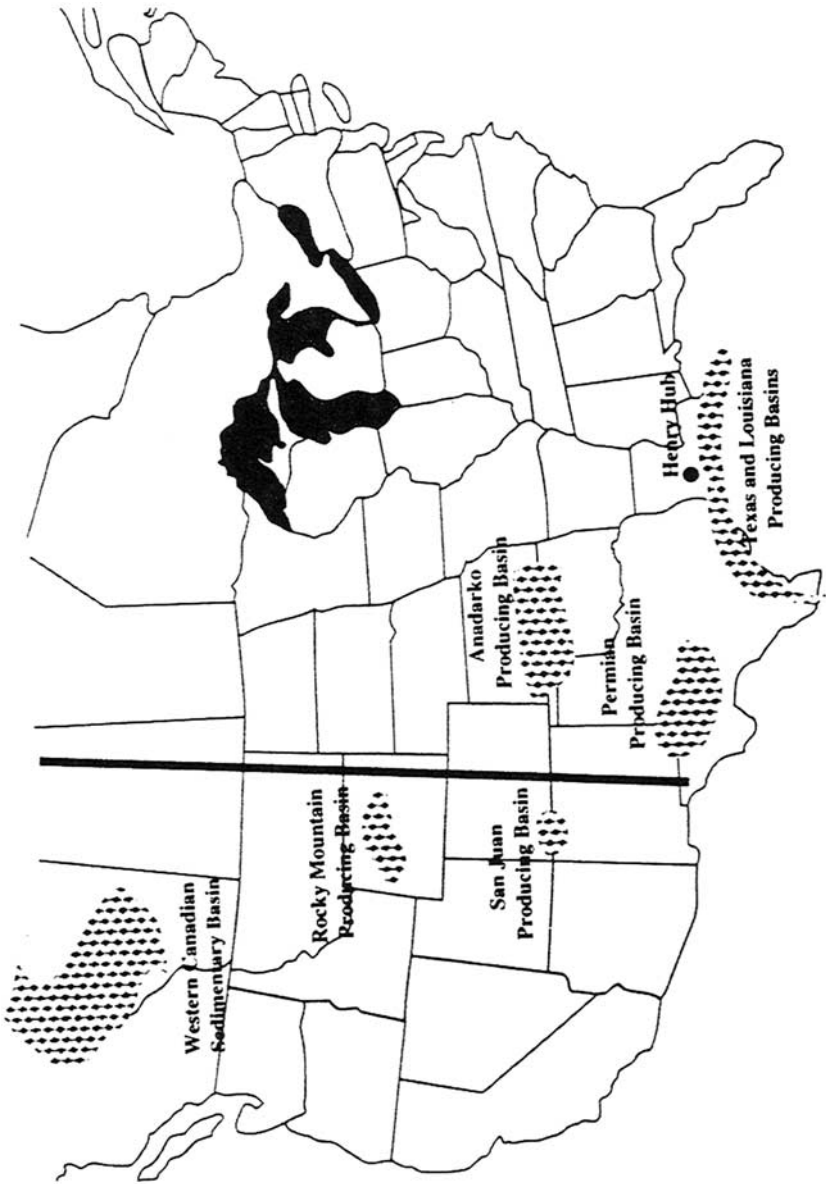 Western Canadian
Sedimentary Basin
Rocky Mountain
Producing Basin
San Juan
Producing Basin
Anadarko
Producing Basin
Permian
Producing Basin
Henry Hub
Texas and Louisiana
Producing Basins